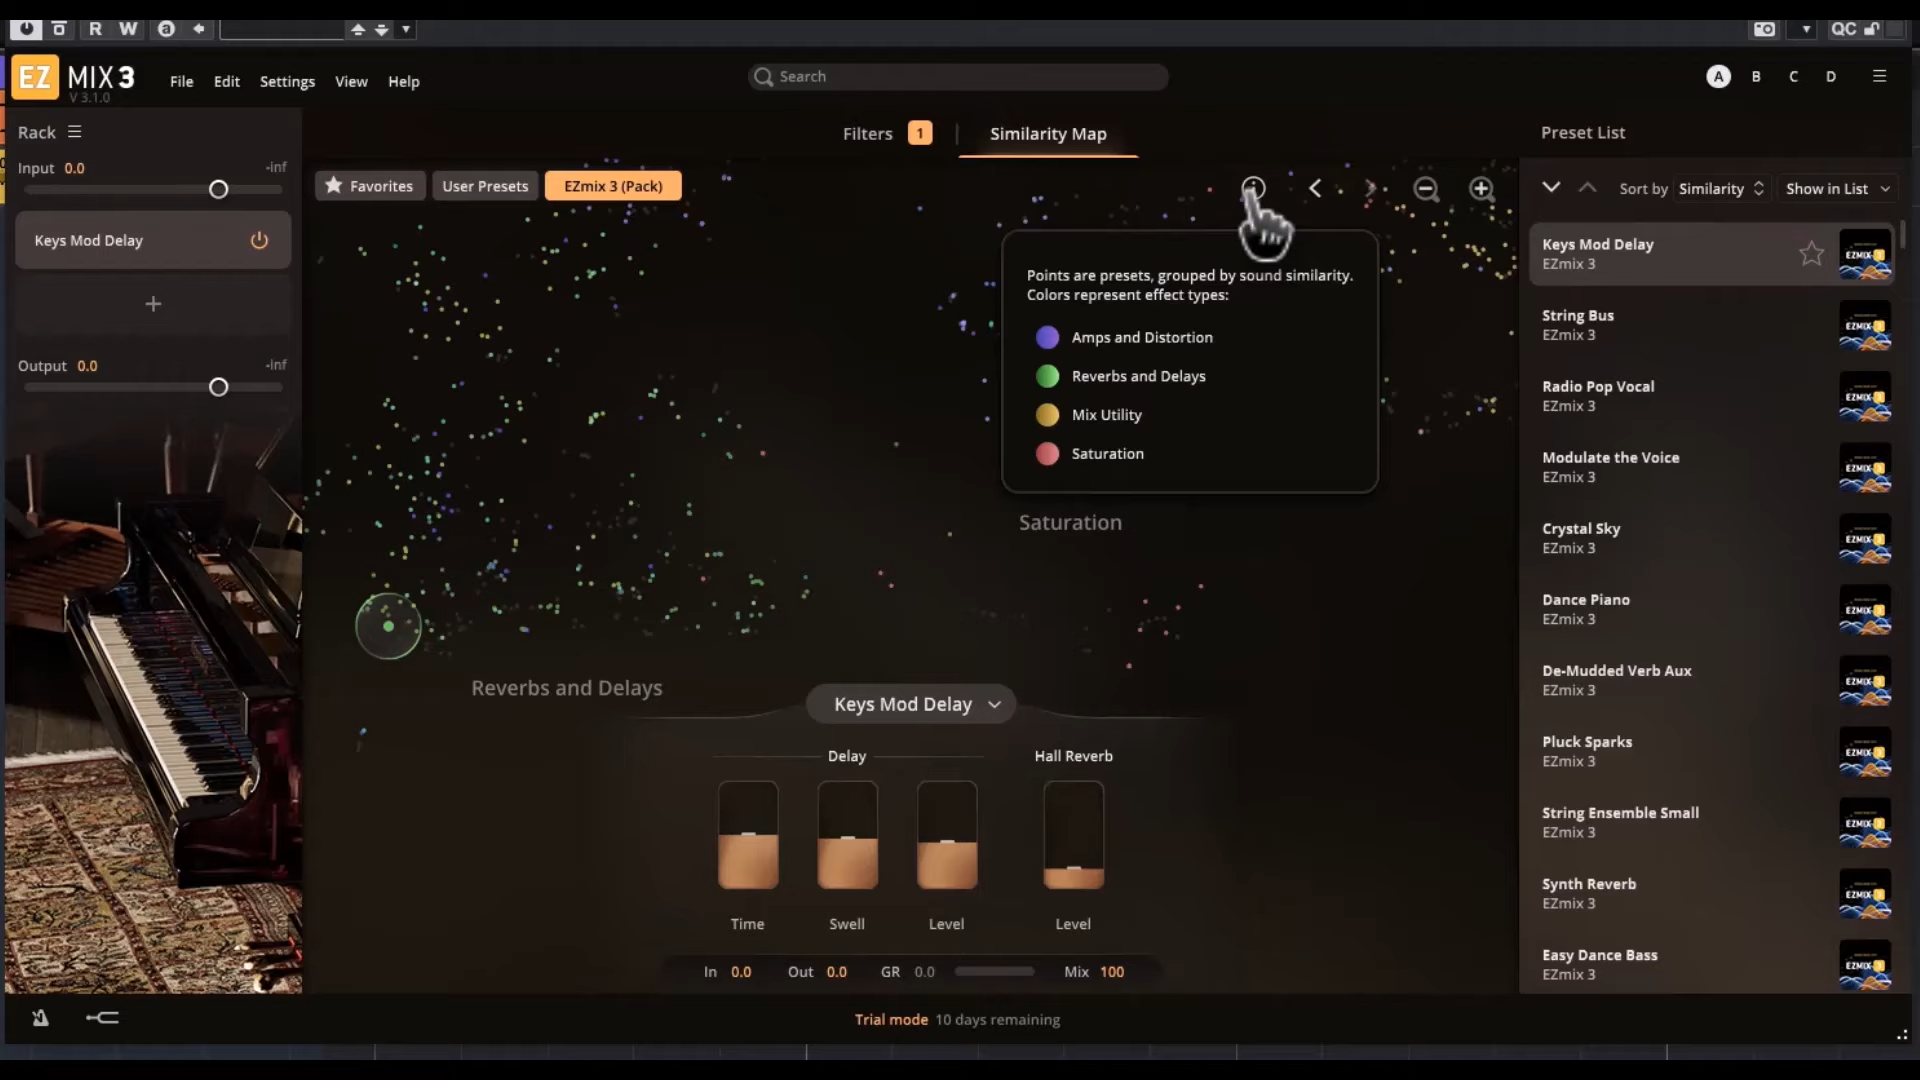 R W a
QC
EZ MIX 3
V 3.1.0
File Edit Settings View Help
Search
A B C D
Rack
Filters 1
Similarity Map
Preset List
Input 0.0 -inf
Favorites
User Presets
EZmix 3 (Pack)
Sort by Similarity
Show in List
Keys Mod Delay
Output 0.0 -inf
Points are presets, grouped by sound similarity.
Colors represent effect types:
Amps and Distortion
Reverbs and Delays
Mix Utility
Saturation
Saturation
Reverbs and Delays
Keys Mod Delay
Delay
Hall Reverb
Time
Swell
Level
Level
In 0.0 Out 0.0 GR 0.0 Mix 100
Keys Mod Delay
EZmix 3
String Bus
EZmix 3
Radio Pop Vocal
EZmix 3
Modulate the Voice
EZmix 3
Crystal Sky
EZmix 3
Dance Piano
EZmix 3
De-Mudded Verb Aux
EZmix 3
Pluck Sparks
EZmix 3
String Ensemble Small
EZmix 3
Synth Reverb
EZmix 3
Easy Dance Bass
EZmix 3
Trial mode 10 days remaining